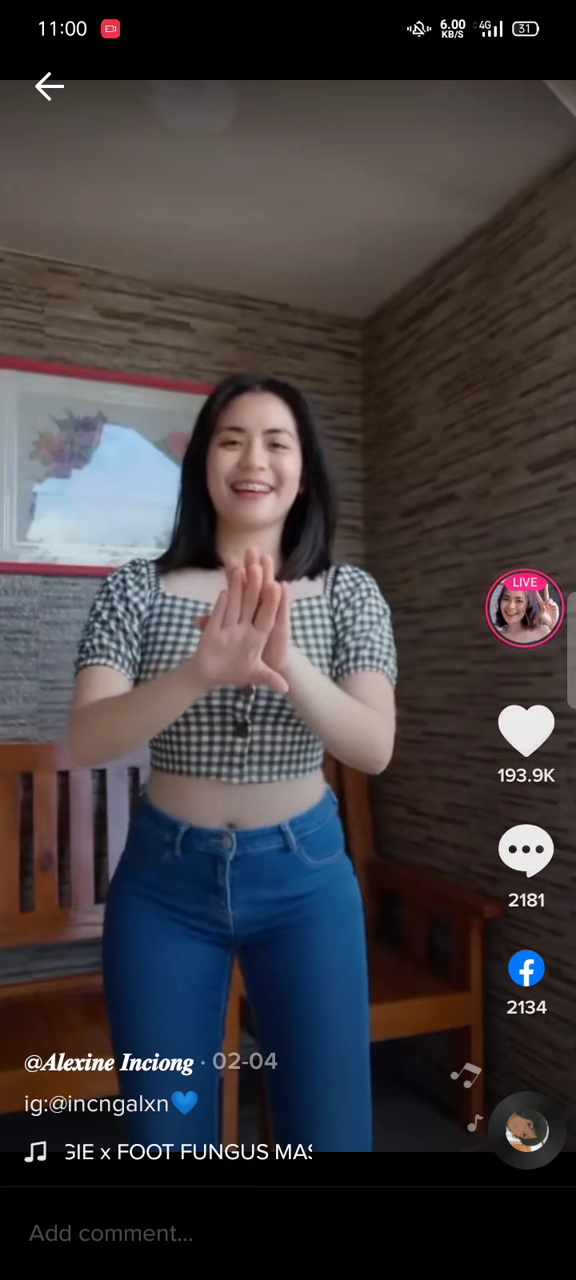 11:00
6.00
KB/S
4G
31
LIVE
193.9K
2181
2134
@Alexine Inciong · 02-04
ig:@incngalxn💙
GIE x FOOT FUNGUS MAS
Add comment...